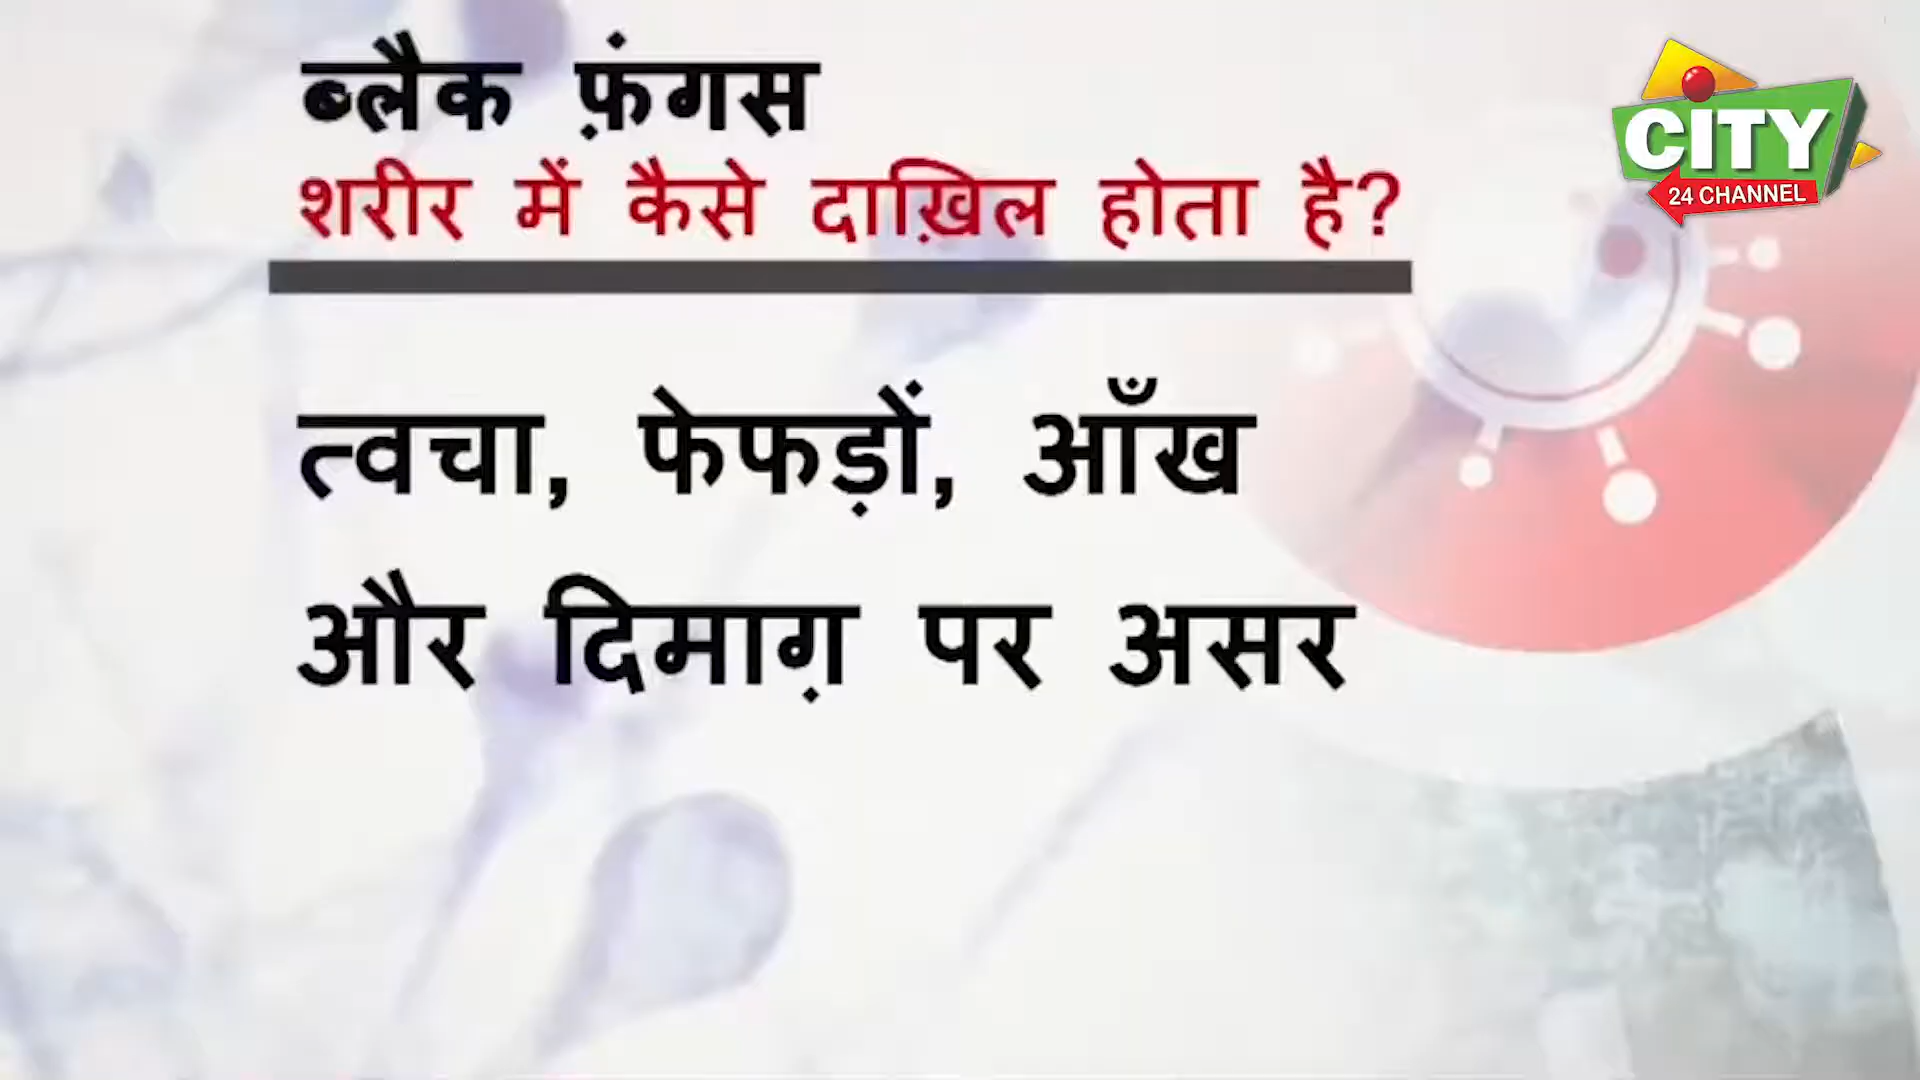 ब्लैक फ़ंगस
शरीर में कैसे दाख़िल होता है?
CITY
24 CHANNEL
त्वचा, फेफड़ों, आँख
और दिमाग़ पर असर